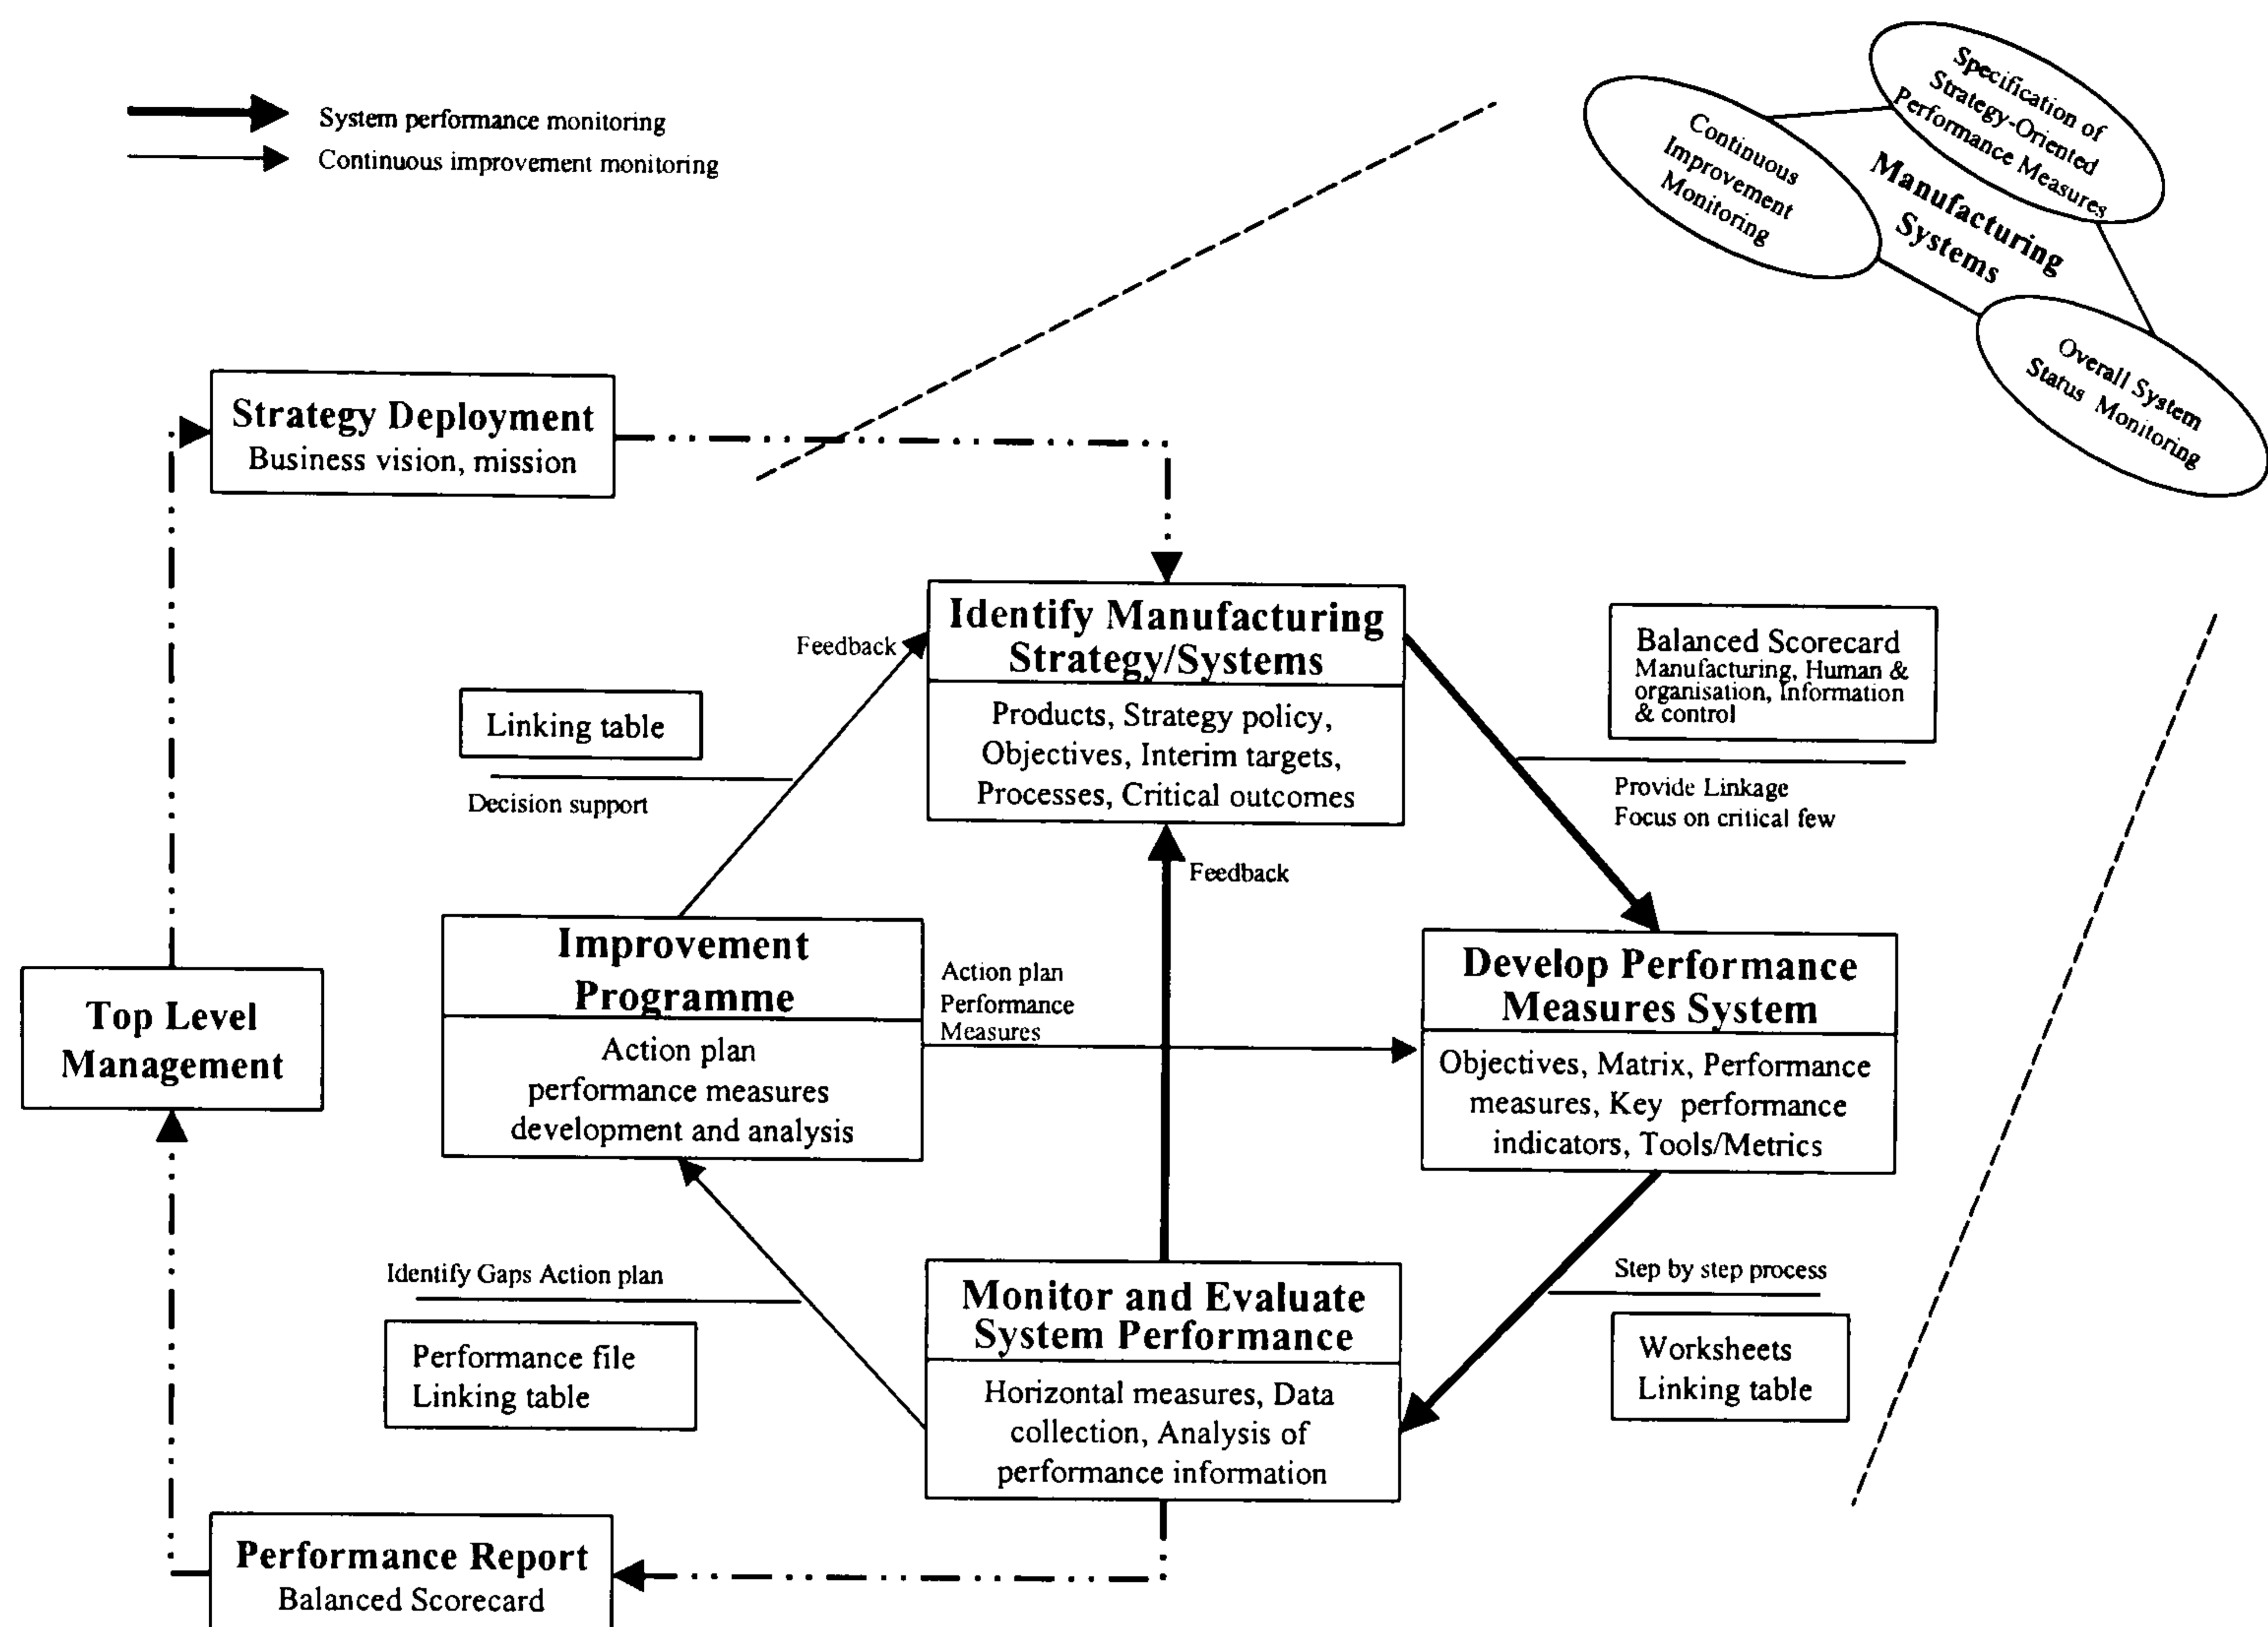 System performance monitoring
Continuous improvement monitoring
Specification of
Strategy-Oriented
Performance Measures
Continuous
Improvement
Monitoring
Manufacturing
Systems
Overall System
Status Monitoring
Strategy Deployment
Business vision, mission
Identify Manufacturing
Strategy/Systems
Products, Strategy policy,
Objectives, Interim targets,
Processes, Critical outcomes
Feedback
Linking table
Decision support
Balanced Scorecard
Manufacturing, Human &
organisation, Information
& control
Provide Linkage
Focus on critical few
Feedback
Improvement
Programme
Action plan
performance measures
development and analysis
Action plan
Performance
Measures
Develop Performance
Measures System
Objectives, Matrix, Performance
measures, Key performance
indicators, Tools/Metrics
Top Level
Management
Identify Gaps Action plan
Performance file
Linking table
Monitor and Evaluate
System Performance
Horizontal measures, Data
collection, Analysis of
performance information
Step by step process
Worksheets
Linking table
Performance Report
Balanced Scorecard